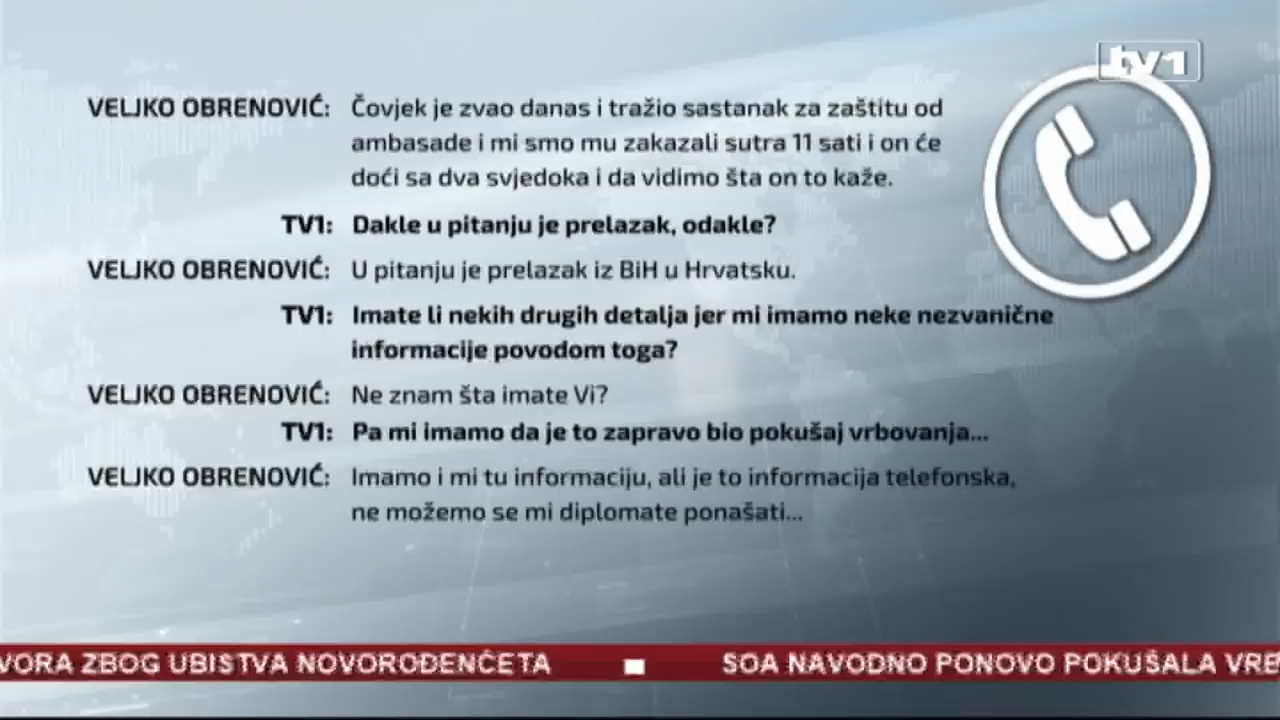 tv1
VELJKO OBRENOVIĆ: Čovjek je zvao danas i tražio sastanak za zaštitu od
ambasade i mi smo mu zakazali sutra 11 sati i on će
doći sa dva svjedoka i da vidimo šta on to kaže.
TV1: Dakle u pitanju je prelazak, odakle?
VELJKO OBRENOVIĆ: U pitanju je prelazak iz BiH u Hrvatsku.
TV1: Imate li nekih drugih detalja jer mi imamo neke nezvanične
informacije povodom toga?
VELJKO OBRENOVIĆ: Ne znam šta imate Vi?
TV1: Pa mi imamo da je to zapravo bio pokušaj vrbovanja...
VELJKO OBRENOVIĆ: Imamo i mi tu informaciju, ali je to informacija telefonska,
ne možemo se mi diplomate ponašati...
VORA ZBOG UBISTVA NOVOROĐENČETA SOA NAVODNO PONOVO POKUŠALA